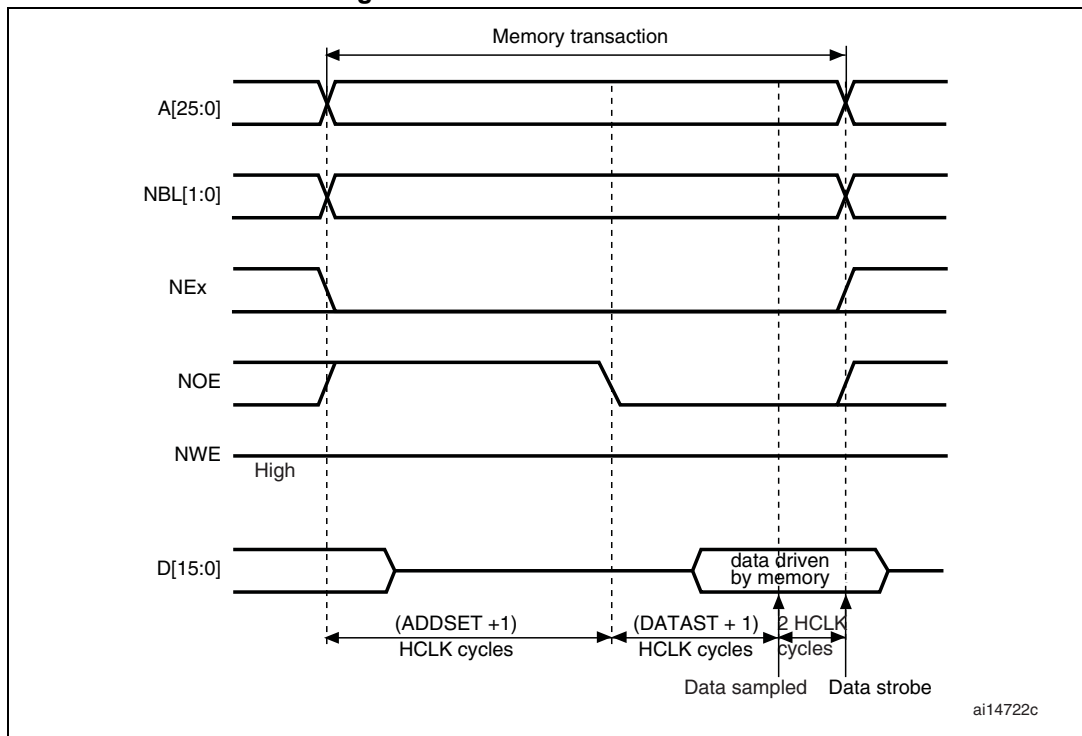 g
Memory transaction
A[25:0]
NBL[1:0]
NEx
NOE
NWE
High
D[15:0]
data driven
by memory
(ADDSET +1)
HCLK cycles
(DATAST + 1)
HCLK cycles
2 HCLK
cycles
Data sampled
Data strobe
ai14722c